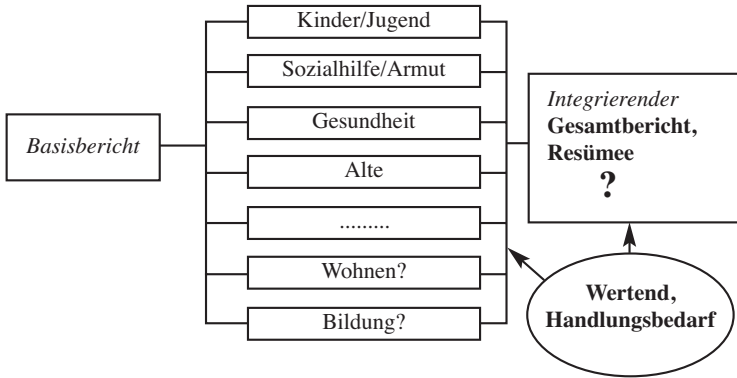 Basisbericht
Kinder/Jugend
Sozialhilfe/Armut
Gesundheit
Alte
.........
Wohnen?
Bildung?
Integrierender
Gesamtbericht,
Resümee
?
Wertend,
Handlungsbedarf